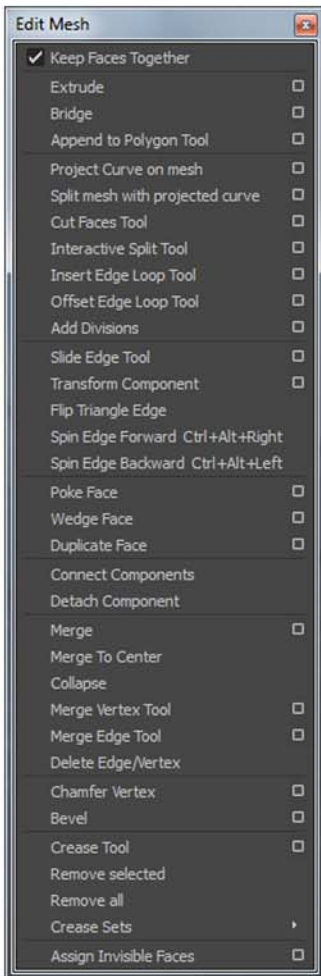 Edit Mesh
Keep Faces Together
Extrude
Bridge
Append to Polygon Tool
Project Curve on mesh
Split mesh with projected curve
Cut Faces Tool
Interactive Split Tool
Insert Edge Loop Tool
Offset Edge Loop Tool
Add Divisions
Slide Edge Tool
Transform Component
Flip Triangle Edge
Spin Edge Forward Ctrl+Alt+Right
Spin Edge Backward Ctrl+Alt+Left
Poke Face
Wedge Face
Duplicate Face
Connect Components
Detach Component
Merge
Merge To Center
Collapse
Merge Vertex Tool
Merge Edge Tool
Delete Edge/Vertex
Chamfer Vertex
Bevel
Crease Tool
Remove selected
Remove all
Crease Sets
Assign Invisible Faces